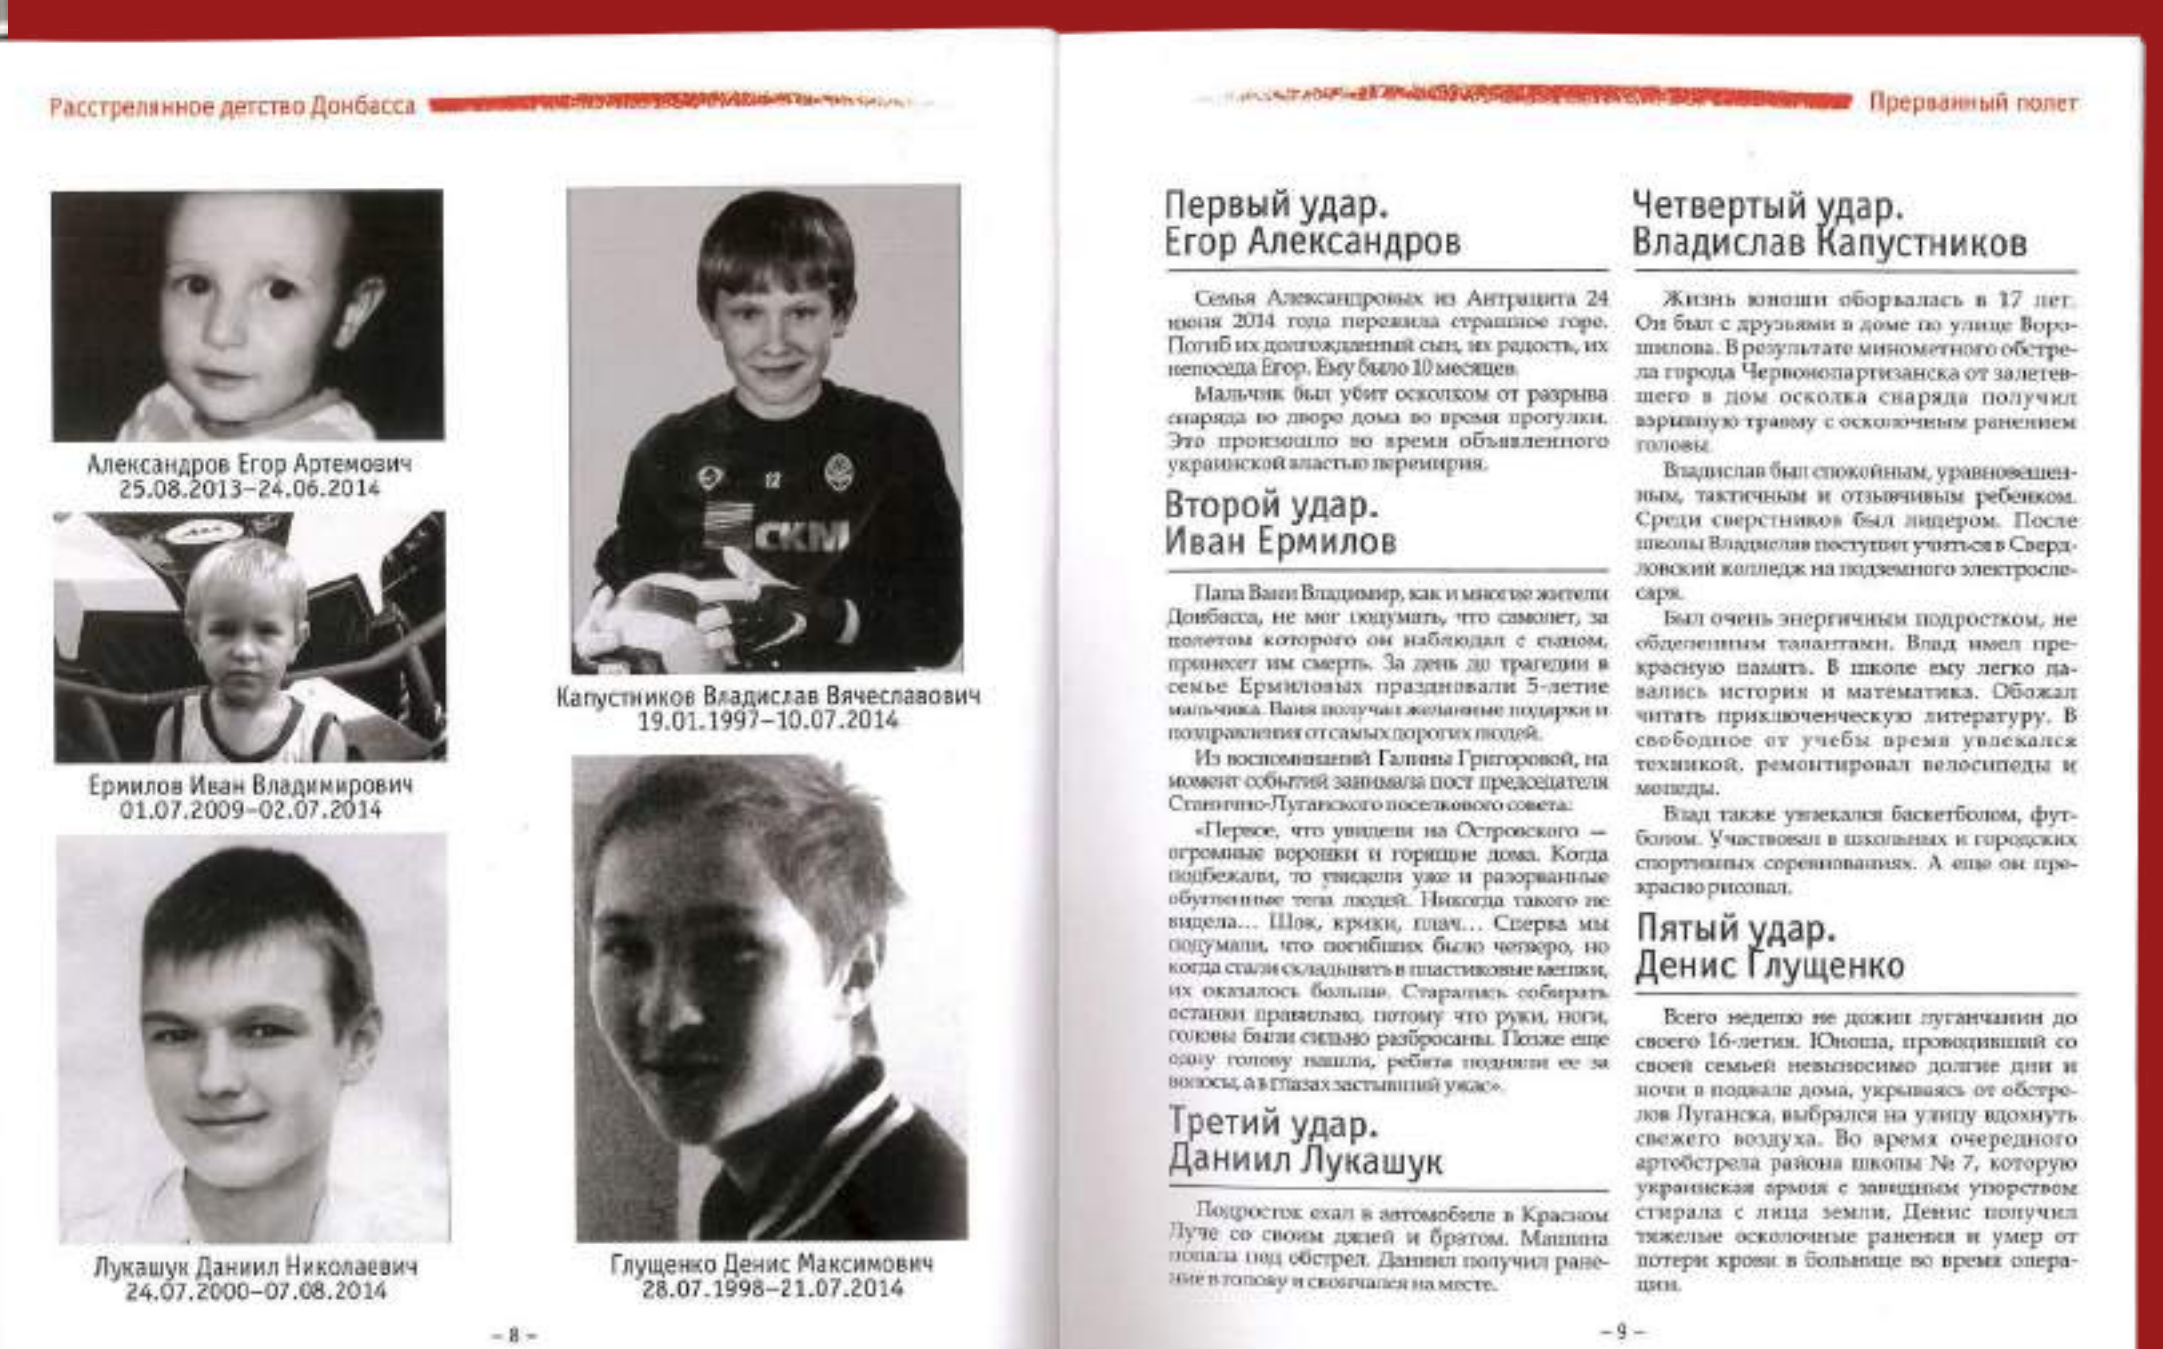 Расстрелянное детство Донбасса
Александров Егор Артемович
25.08.2013–24.06.2014
Ермилов Иван Владимирович
01.07.2009–02.07.2014
Лукашук Даниил Николаевич
24.07.2000–07.08.2014
12
СКМ
Капустников Владислав Вячеславович
19.01.1997–10.07.2014
Глущенко Денис Максимович
28.07.1998–21.07.2014
– 8 –
Прерванный полет
Первый удар.
Егор Александров
Семья Александровых из Антрацита 24
июня 2014 года пережила страшное горе.
Погиб их долгожданный сын, их радость, их
непоседа Егор. Ему было 10 месяцев.
Мальчик был убит осколком от разрыва
снаряда во дворе дома во время прогулки.
Это произошло во время объявленного
украинской властью перемирия.
Второй удар.
Иван Ермилов
Папа Вани Владимир, как и многие жители
Донбасса, не мог подумать, что самолет, за
полетом которого он наблюдал с сыном,
принесет им смерть. За день до трагедии в
семье Ермиловых праздновали 5-летие
мальчика. Ваня получал желанные подарки и
поздравления от самых дорогих людей.
Из воспоминаний Галины Григоровой, на
момент событий занимала пост председателя
Станично-Луганского поселкового совета:
«Первое, что увидели на Островского —
огромные воронки и горящие дома. Когда
подбежали, то увидели уже и разорванные
обугленные тела людей. Никогда такого не
видела... Шок, крики, плач... Сперва мы
подумали, что погибших было четверо, но
когда стали складывать в пластиковые мешки,
их оказалось больше. Старались собирать
останки правильно, потому что руки, ноги,
головы были сильно разбросаны. Позже еще
одну голову нашли, ребята подняли ее за
волосы, а в глазах застывший ужас».
Третий удар.
Даниил Лукашук
Подросток ехал в автомобиле в Красном
Луче со своим дядей и братом. Машина
попала под обстрел. Даниил получил ране-
ние в голову и скончался на месте.
Четвертый удар.
Владислав Капустников
Жизнь юноши оборвалась в 17 лет.
Он был с друзьями в доме по улице Воро-
шилова. В результате минометного обстре-
ла города Червонопартизанска от залетев-
шего в дом осколка снаряда получил
взрывную травму с осколочным ранением
головы.
Владислав был спокойным, уравновешен-
ным, тактичным и отзывчивым ребенком.
Среди сверстников был лидером. После
школы Владислав поступил учиться в Сверд-
ловский колледж на подземного электросле-
саря.
Был очень энергичным подростком, не
обделенным талантами. Влад имел пре-
красную память. В школе ему легко да-
вались история и математика. Обожал
читать приключенческую литературу. В
свободное от учебы время увлекался
техникой, ремонтировал велосипеды и
мопеды.
Влад также увлекался баскетболом, фут-
болом. Участвовал в школьных и городских
спортивных соревнованиях. А еще он пре-
красно рисовал.
Пятый удар.
Денис Глущенко
Всего неделю не дожил луганчанин до
своего 16-летия. Юноша, проводивший со
своей семьей невыносимо долгие дни и
ночи в подвале дома, укрываясь от обстре-
лов Луганска, выбрался на улицу вдохнуть
свежего воздуха. Во время очередного
артобстрела района школы № 7, которую
украинская армия с завидным упорством
стирала с лица земли, Денис получил
тяжелые осколочные ранения и умер от
потери крови в больнице во время опера-
ции.
– 9 –